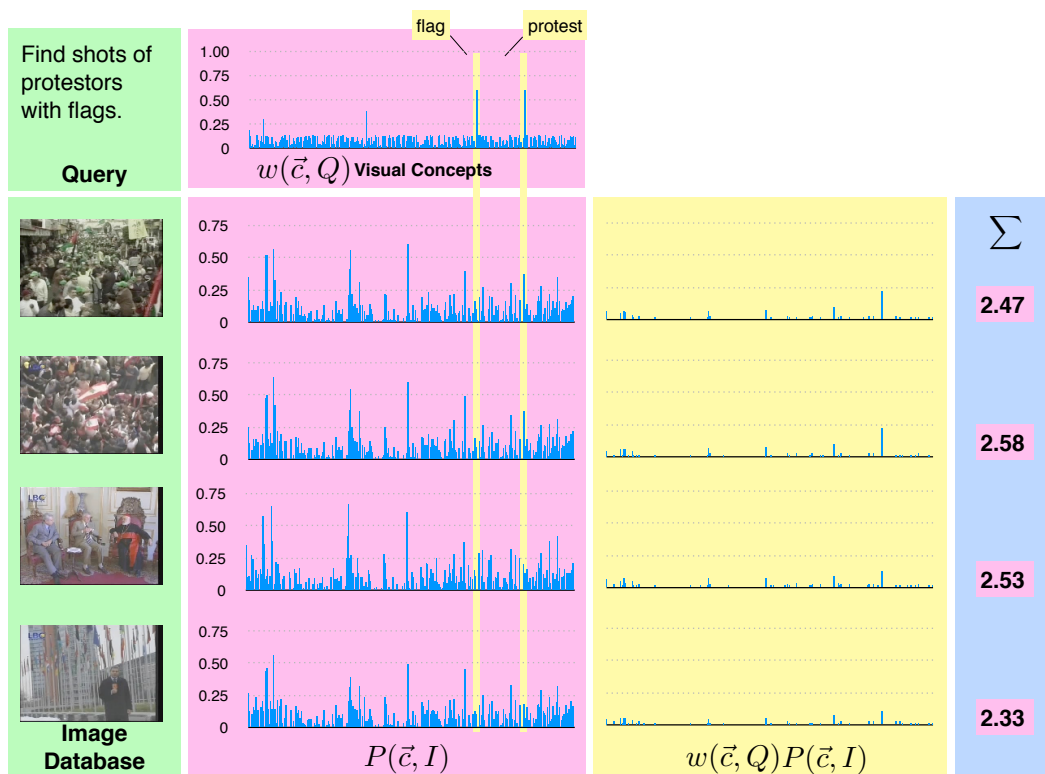 flag
protest
Find shots of
protestors
with flags.
Query
1.00
0.75
0.50
0.25
0
w(c⃗, Q) Visual Concepts
0.75
0.50
0.25
0
∑
2.47
0.75
0.50
0.25
0
2.58
LBC
0.75
0.50
0.25
0
2.53
LBC
0.75
0.50
0.25
0
2.33
Image
Database
P(c⃗, I)
w(c⃗, Q)P(c⃗, I)